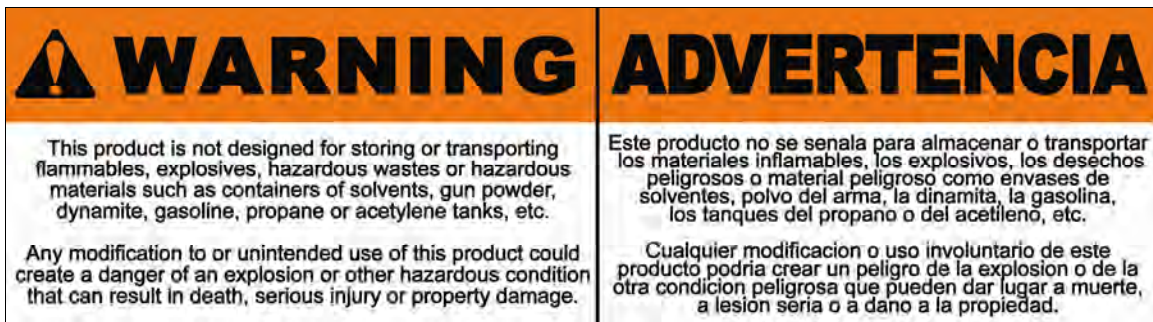 WARNING
This product is not designed for storing or transporting
flammables, explosives, hazardous wastes or hazardous
materials such as containers of solvents, gun powder,
dynamite, gasoline, propane or acetylene tanks, etc.
Any modification to or unintended use of this product could
create a danger of an explosion or other hazardous condition
that can result in death, serious injury or property damage.
ADVERTENCIA
Este producto no se senala para almacenar o transportar
los materiales inflamables, los explosivos, los desechos
peligrosos o material peligroso como envases de
solventes, polvo del arma, la dinamita, la gasolina,
los tanques del propano o del acetileno, etc.
Cualquier modificacion o uso involuntario de este
producto podria crear un peligro de la explosion o de la
otra condicion peligrosa que pueden dar lugar a muerte,
a lesion seria o a dano a la propiedad.